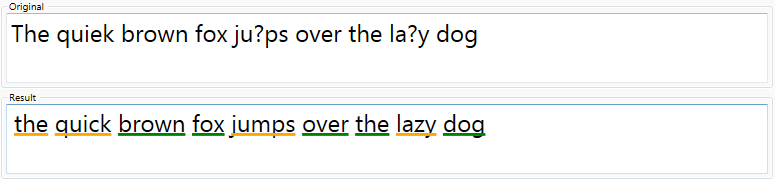 Original
The quiek brown fox ju?ps over the la?y dog
Result
the quick brown fox jumps over the lazy dog